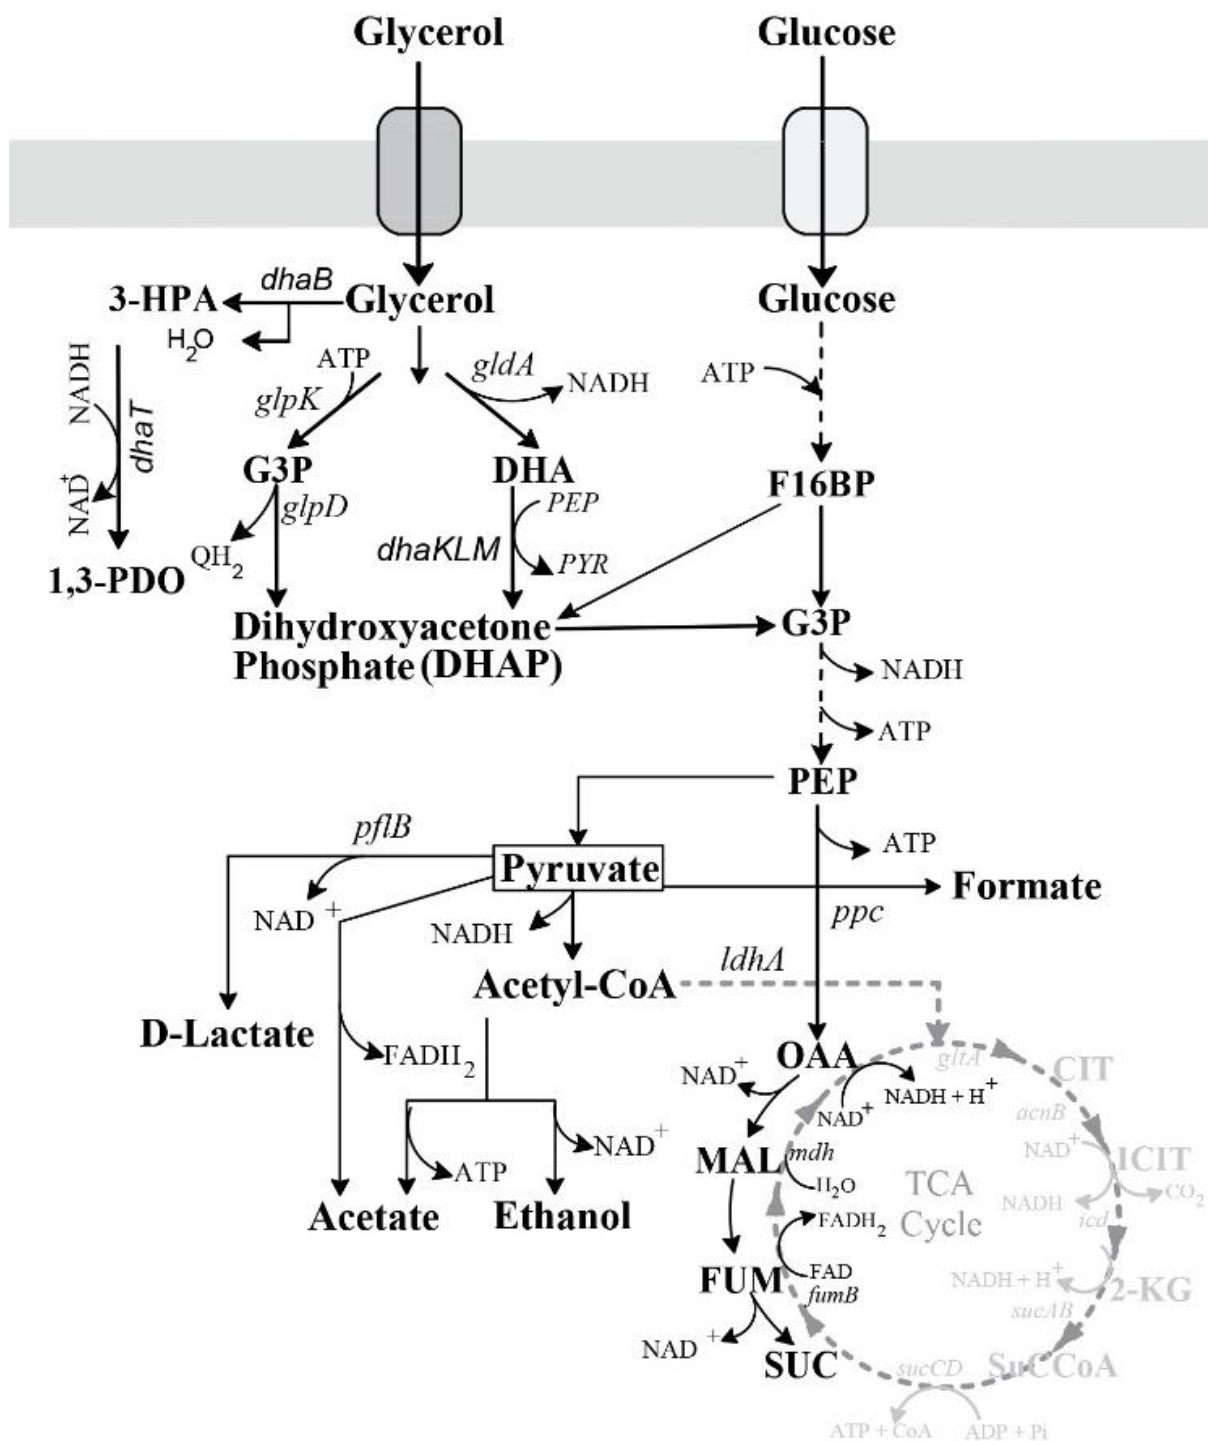 Glycerol
Glucose
dhaB
3-HPA
Glycerol
Glucose
H2O
NADH
ATP
gldA
NADH
ATP
glpK
dhaT
G3P
DHA
F16BP
NAD+
glpD
PEP
QH2
dhaKLM
PYR
1,3-PDO
Dihydroxyacetone
Phosphate (DHAP)
G3P
NADH
ATP
PEP
pflB
ATP
Pyruvate
Formate
NAD +
NADH
ppc
ldhA
Acetyl-CoA
D-Lactate
FADH2
OAA
gltA
CIT
NAD+
NADH + H+
NAD+
acnB
NAD+
MAL
mdh
ICIT
NAD+
ATP
H2O
TCA
Cycle
NADH
CO2
icd
Acetate
Ethanol
FADH2
FUM
FAD
fumB
NADH + H+
2-KG
sucAB
NAD +
SUC
sucCD
SuCCoA
ATP + CoA
ADP + Pi